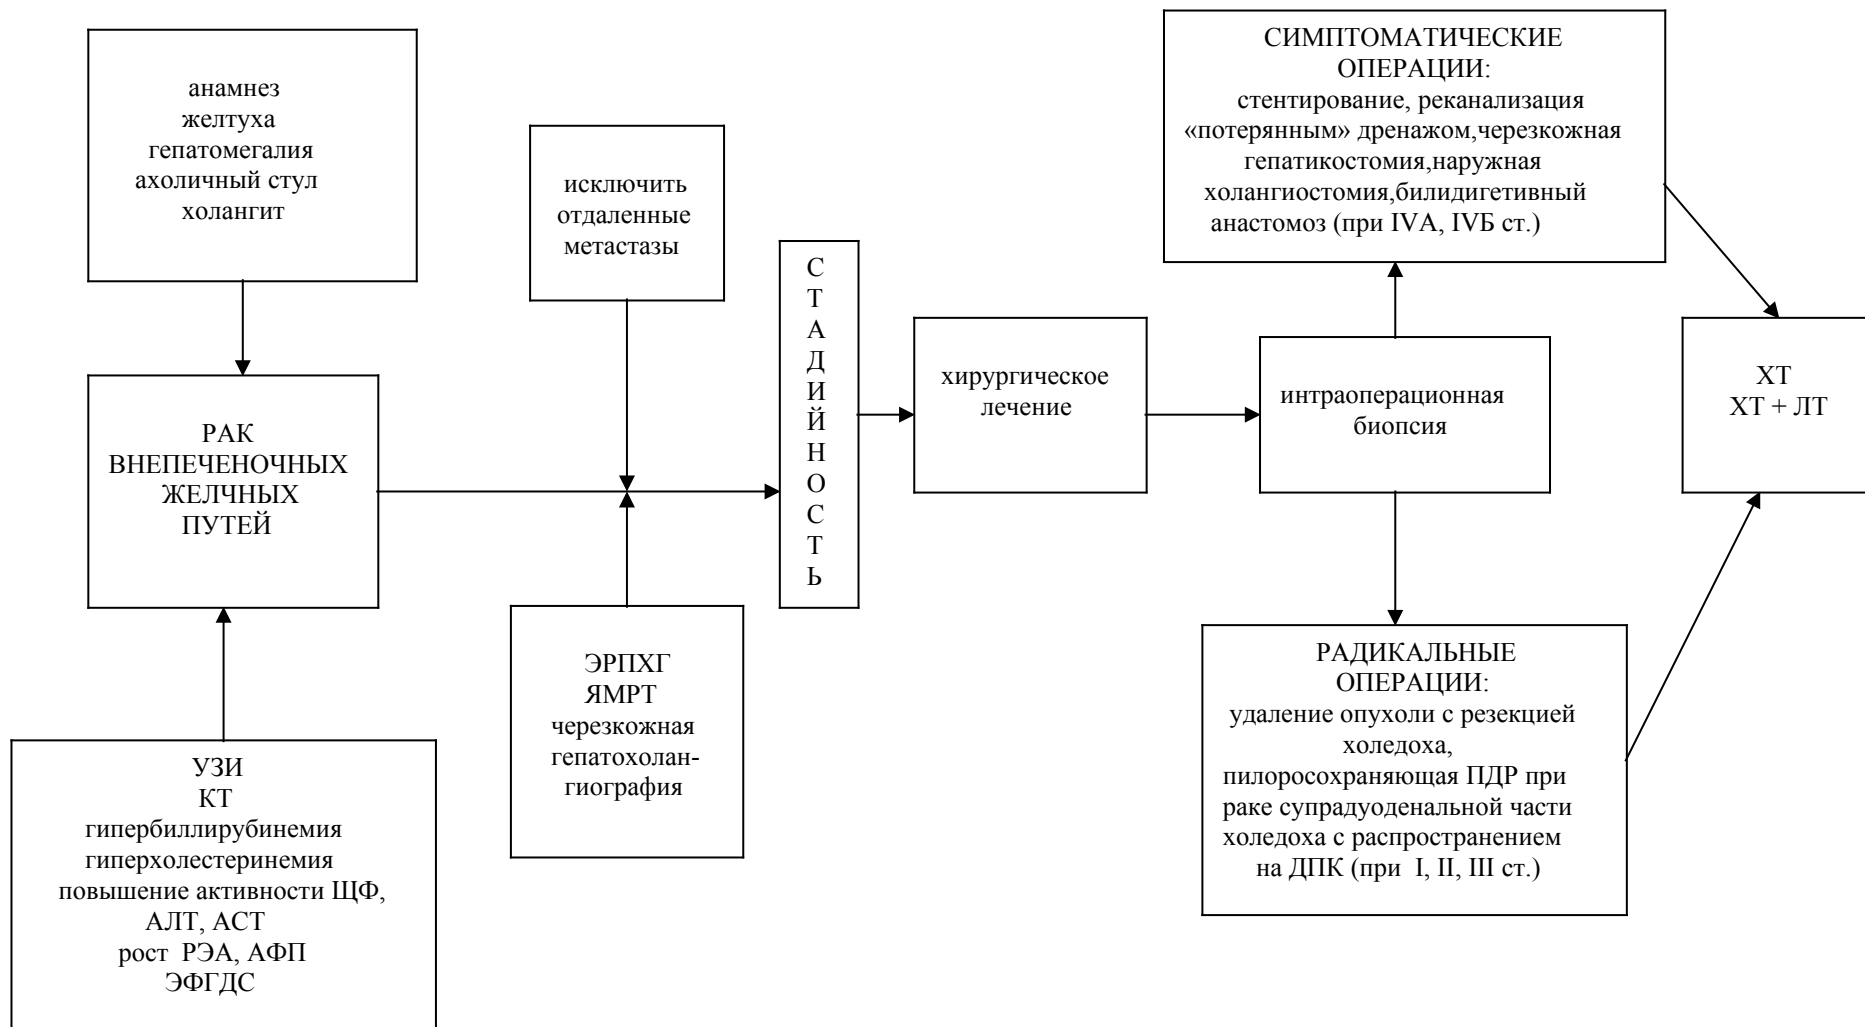 анамнез
желтуха
гепатомегалия
ахоличный стул
холангит
РАК
ВНЕПЕЧЕНОЧНЫХ
ЖЕЛЧНЫХ
ПУТЕЙ
УЗИ
КТ
гипербиллирубинемия
гиперхолестеринемия
повышение активности ЩФ,
АЛТ, АСТ
рост РЭА, АФП
ЭФГДС
исключить
отдаленные
метастазы
ЭРПХГ
ЯМРТ
черезкожная
гепатохолан-
гиография
С
Т
А
Д
И
Й
Н
О
С
Т
Ь
хирургическое
лечение
интраоперационная
биопсия
СИМПТОМАТИЧЕСКИЕ
ОПЕРАЦИИ:
стентирование, реканализация
«потерянным» дренажом,черезкожная
гепатикостомия,наружная
холангиостомия,билидигетивный
анастомоз (при IVА, IVБ ст.)
РАДИКАЛЬНЫЕ
ОПЕРАЦИИ:
удаление опухоли с резекцией
холедоха,
пилоросохраняющая ПДР при
раке супрадуоденальной части
холедоха с распространением
на ДПК (при I, II, III ст.)
ХТ
ХТ + ЛТ